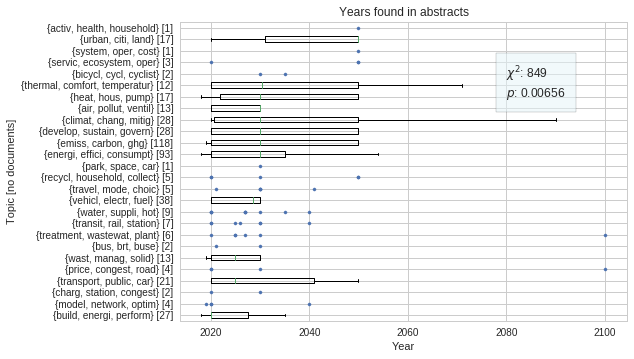 Years found in abstracts
{activ, health, household} [1]
{urban, citi, land} [17]
{system, oper, cost} [1]
{servic, ecosystem, oper} [3]
{bicycl, cycl, cyclist} [2]
{thermal, comfort, temperatur} [12]
{heat, hous, pump} [17]
{air, pollut, ventil} [13]
{climat, chang, mitig} [28]
{develop, sustain, govern} [28]
{emiss, carbon, ghg} [118]
{energi, effici, consumpt} [93]
{park, space, car} [1]
{recycl, household, collect} [5]
{travel, mode, choic} [5]
{vehicl, electr, fuel} [38]
{water, suppli, hot} [9]
{transit, rail, station} [7]
{treatment, wastewat, plant} [6]
{bus, brt, buse} [2]
{wast, manag, solid} [13]
{price, congest, road} [4]
{transport, public, car} [21]
{charg, station, congest} [2]
{model, network, optim} [4]
{build, energi, perform} [27]
Topic [no documents]
χ²: 849
p: 0.00656
2020 2040 2060 2080 2100
Year